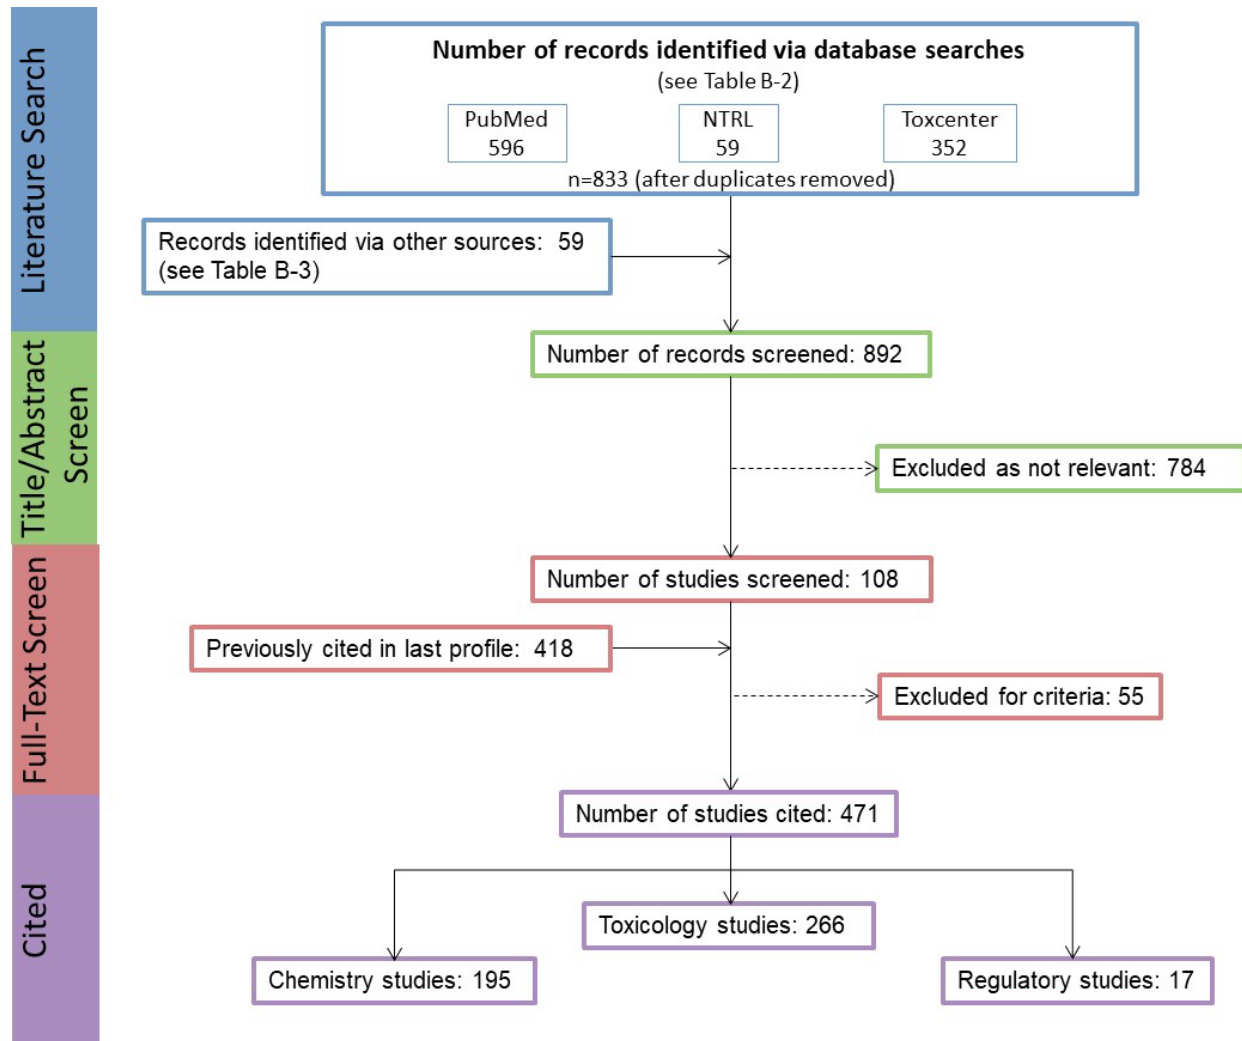 Literature Search
Number of records identified via database searches
(see Table B-2)
PubMed
596
NTRL
59
Toxcenter
352
n=833 (after duplicates removed)
Records identified via other sources: 59
(see Table B-3)
Title/Abstract
Screen
Number of records screened: 892
Excluded as not relevant: 784
Full-Text Screen
Number of studies screened: 108
Previously cited in last profile: 418
Excluded for criteria: 55
Cited
Number of studies cited: 471
Toxicology studies: 266
Chemistry studies: 195
Regulatory studies: 17